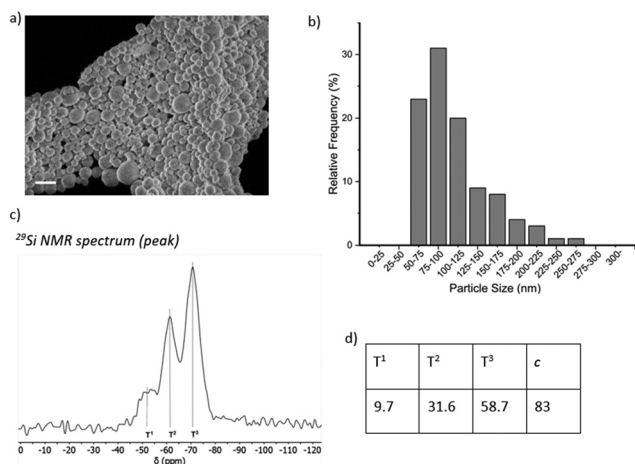 a)
b)
Relative Frequency (%)
30
20
10
0
0-25
25-50
50-75
75-100
100-125
125-150
150-175
175-200
200-225
225-250
250-275
275-300
300-
Particle Size (nm)
c)
²⁹Si NMR spectrum (peak)
T¹ T² T³
0 -10 -20 -30 -40 -50 -60 -70 -80 -90 -100 -110 -120
δ (ppm)
d)
T¹ T² T³ c
9.7 31.6 58.7 83